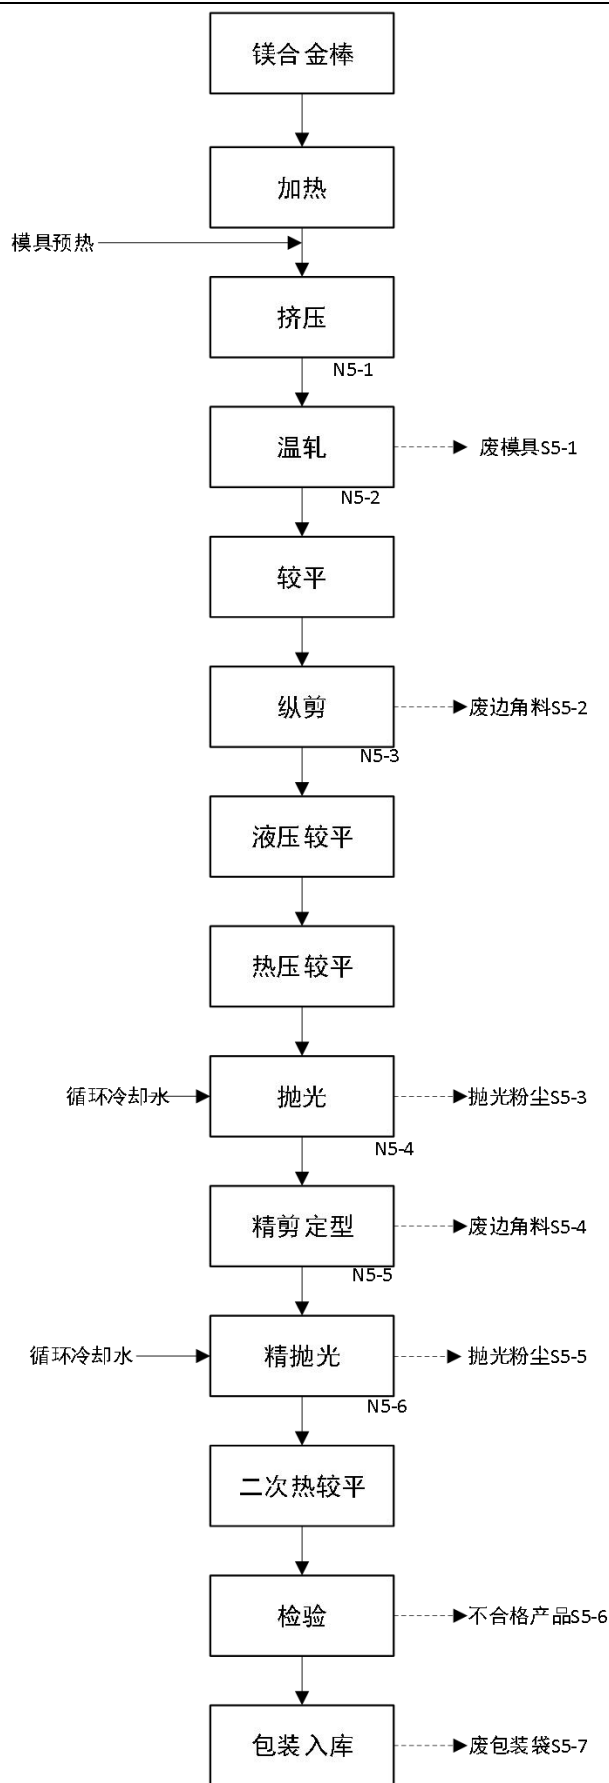 镁合金棒
加热
模具预热
挤压
N5-1
温轧
废模具S5-1
N5-2
较平
纵剪
废边角料S5-2
N5-3
液压较平
热压较平
循环冷却水
抛光
抛光粉尘S5-3
N5-4
精剪定型
废边角料S5-4
N5-5
循环冷却水
精抛光
抛光粉尘S5-5
N5-6
二次热较平
检验
不合格产品S5-6
包装入库
废包装袋S5-7